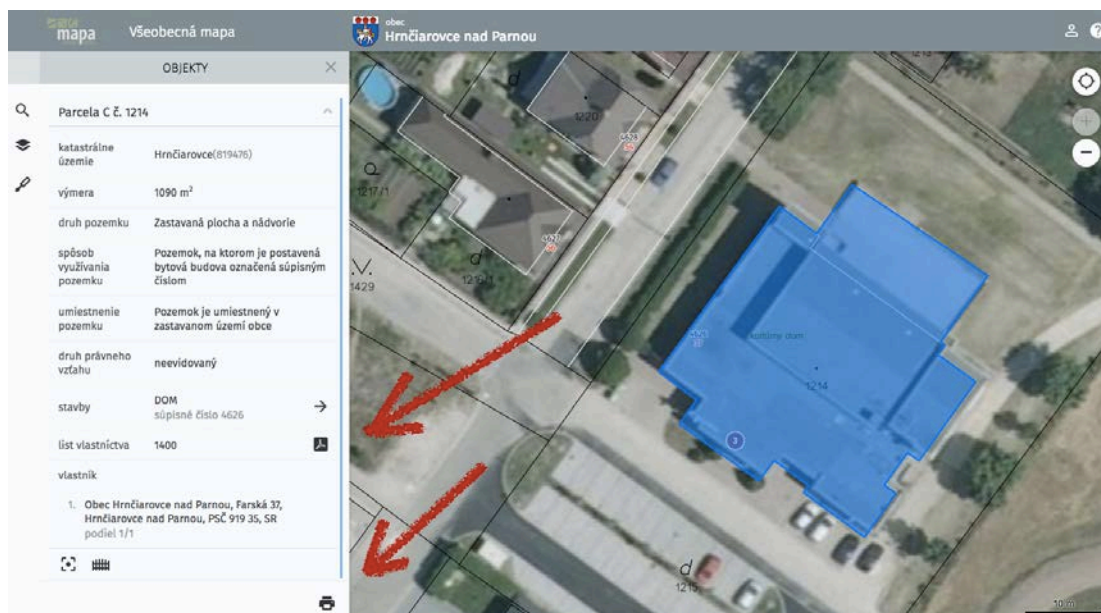 mapa
Všeobecná mapa
obec
Hrnčiarovce nad Parnou
OBJEKTY
Parcela C č. 1214
katastrálne
územie
Hrnčiarovce(819476)
výmera
1090 m²
druh pozemku
Zastavaná plocha a nádvorie
spôsob
využívania
pozemku
Pozemok, na ktorom je postavená
bytová budova označená súpisným
číslom
umiestnenie
pozemku
Pozemok je umiestnený v
zastavanom území obce
druh právneho
vzťahu
neevidovaný
stavby
DOM
súpisné číslo 4626
list vlastníctva
1400
vlastník
1. Obec Hrnčiarovce nad Parnou, Farská 37,
Hrnčiarovce nad Parnou, PSČ 919 35, SR
podiel 1/1
1220
4628
1217/1
4627
1216/1
1429
kultúrny dom
1214
3
1215
10 m